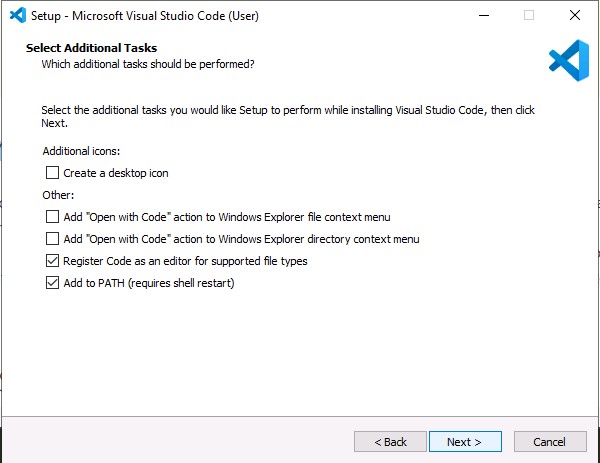 Setup - Microsoft Visual Studio Code (User)
Select Additional Tasks
Which additional tasks should be performed?
Select the additional tasks you would like Setup to perform while installing Visual Studio Code, then click
Next.
Additional icons:
Create a desktop icon
Other:
Add "Open with Code" action to Windows Explorer file context menu
Add "Open with Code" action to Windows Explorer directory context menu
Register Code as an editor for supported file types
Add to PATH (requires shell restart)
< Back
Next >
Cancel